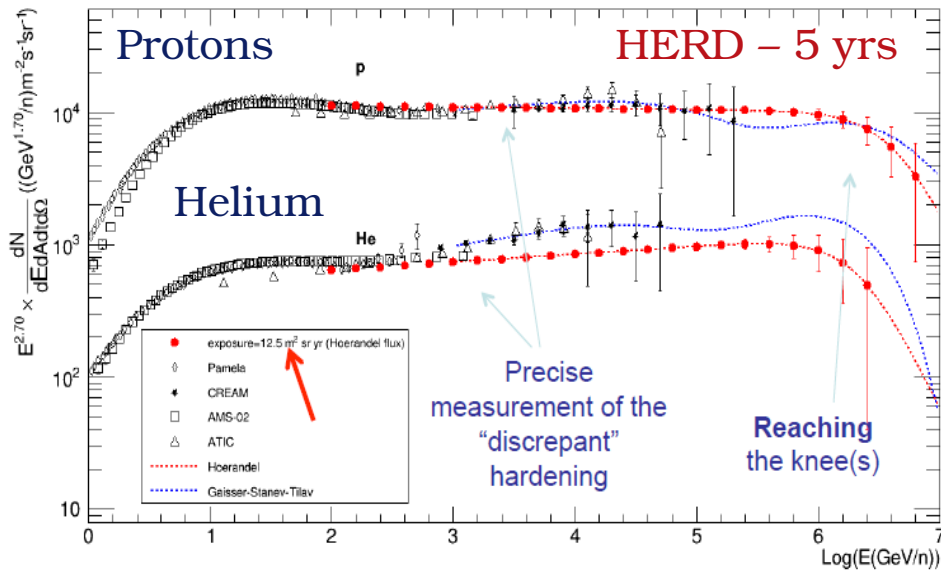 Protons
HERD – 5 yrs
p
Helium
He
E^2.70 × dN/dEdAdtdΩ ((GeV^1.70/n)m^-2s^-1sr^-1)
10^4
10^3
10^2
10
exposure=12.5 m^2 sr yr (Hoerandel flux)
Pamela
CREAM
AMS-02
ATIC
Hoerandel
Gaisser-Stanev-Tilav
Precise
measurement of the
“discrepant”
hardening
Reaching
the knee(s)
0 1 2 3 4 5 6 7
Log(E(GeV/n))